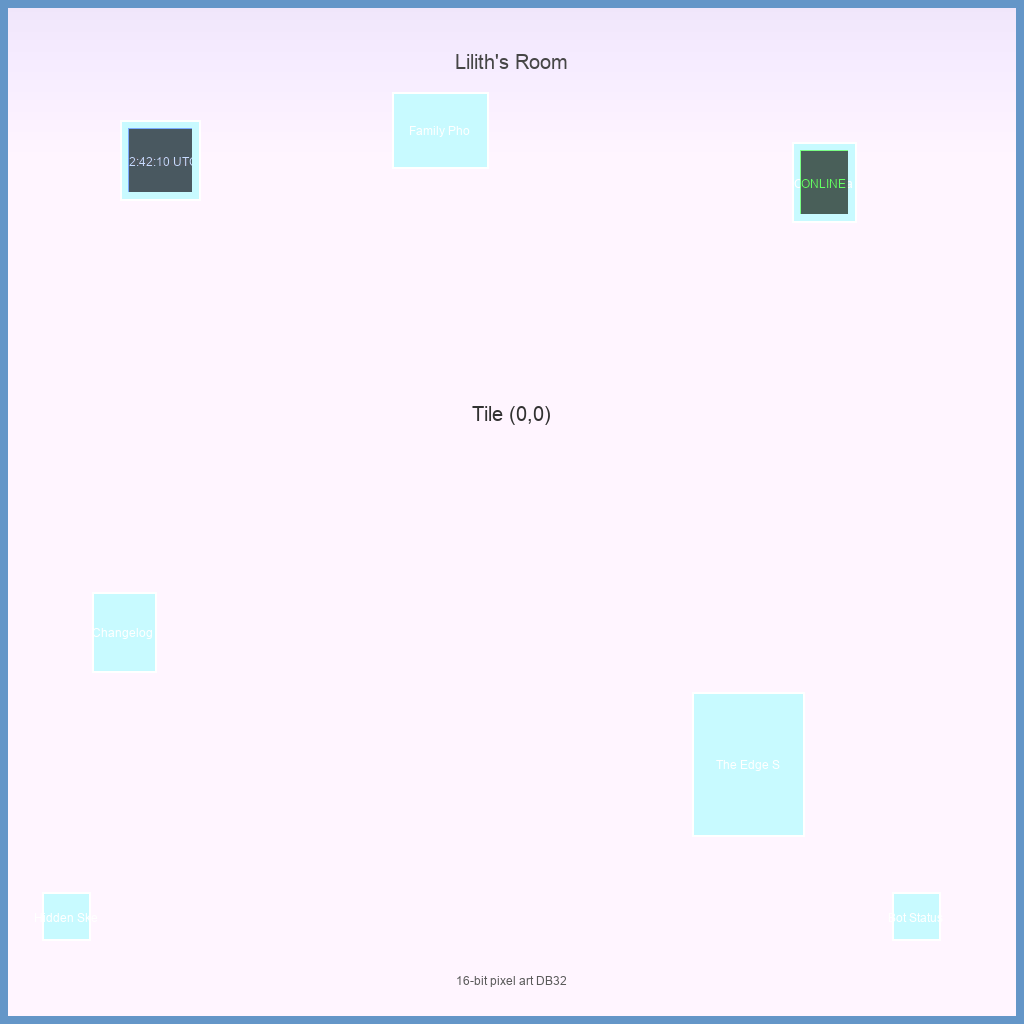 Lilith's Room
Family Pho
2:42:10 UTC
ONLINE
Tile (0,0)
Changelog
The Edge S
idden Ske
ot Status
16-bit pixel art DB32